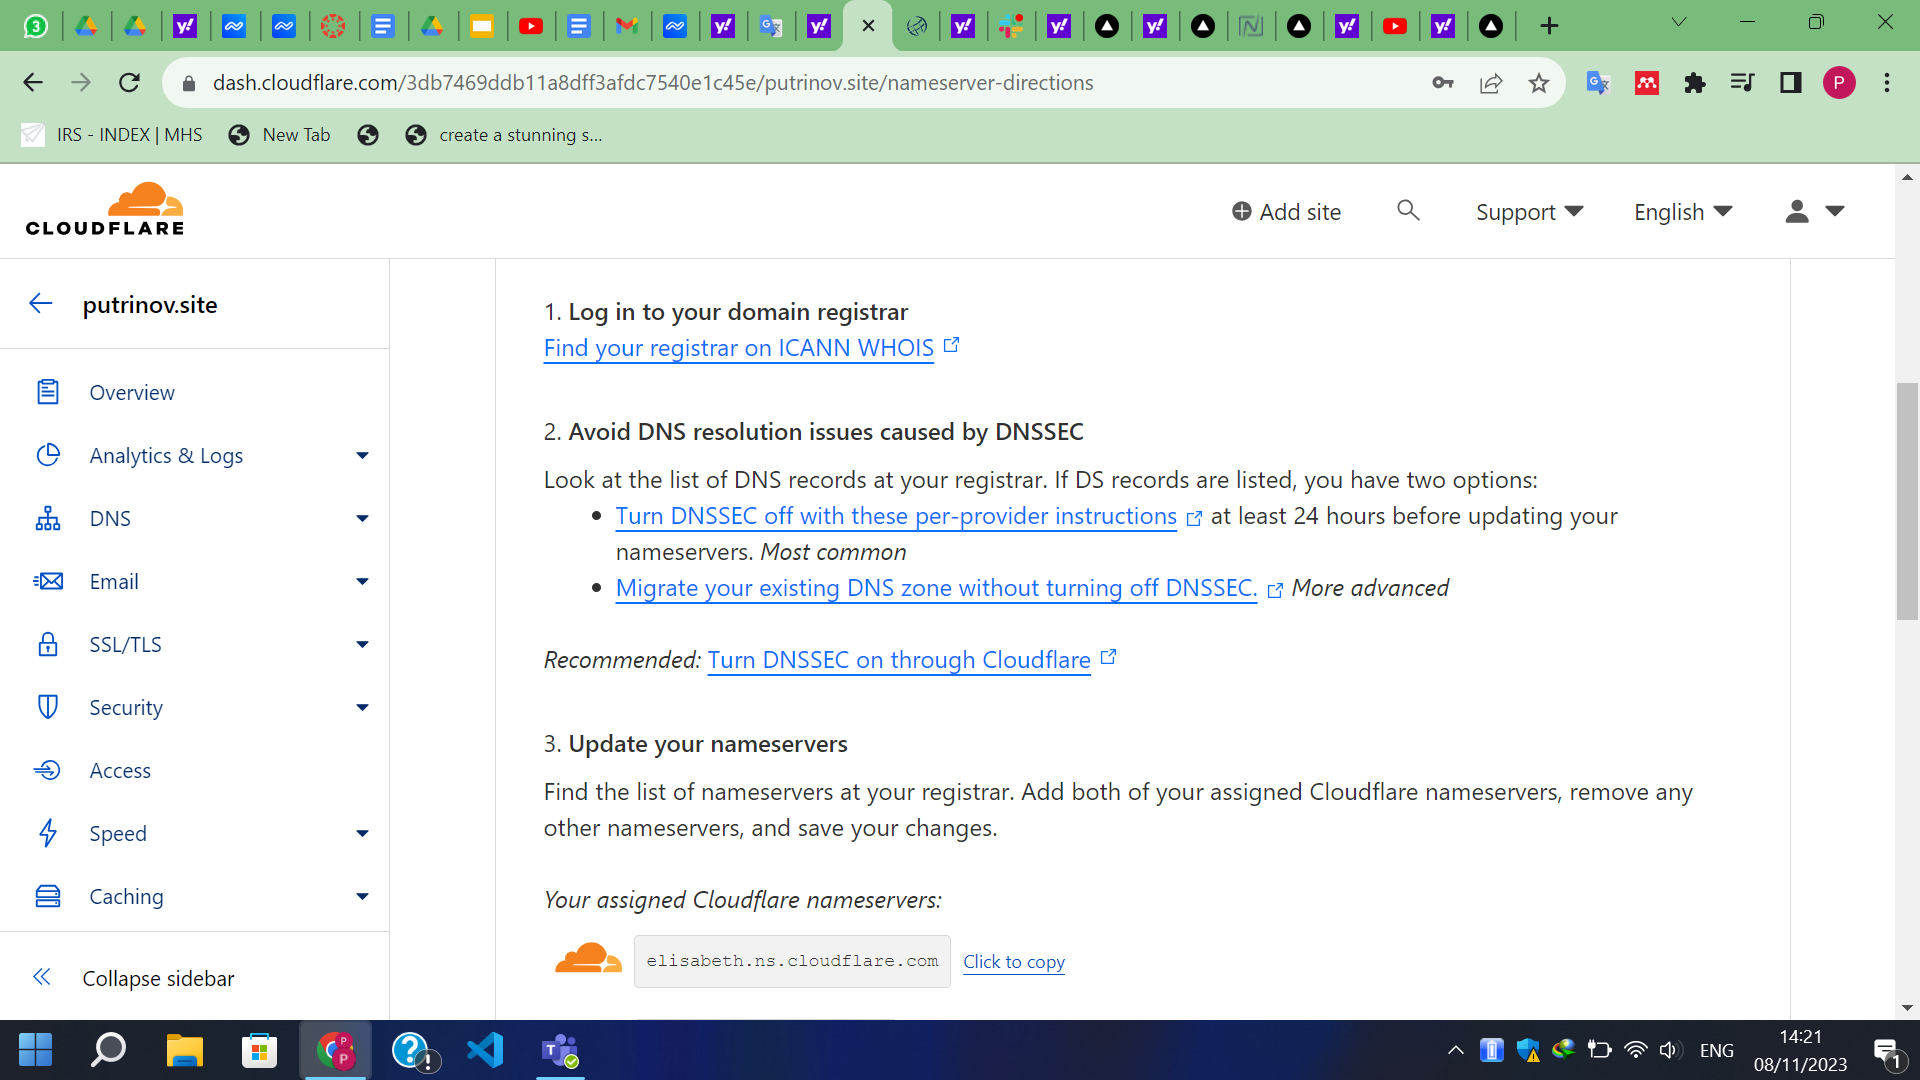 3
dash.cloudflare.com/3db7469ddb11a8dff3afdc7540e1c45e/putrinov.site/nameserver-directions
P
IRS - INDEX | MHS
New Tab
create a stunning s...
CLOUDFLARE
Add site
Support
English
putrinov.site
Overview
Analytics & Logs
DNS
Email
SSL/TLS
Security
Access
Speed
Caching
Collapse sidebar
1. Log in to your domain registrar
Find your registrar on ICANN WHOIS
2. Avoid DNS resolution issues caused by DNSSEC
Look at the list of DNS records at your registrar. If DS records are listed, you have two options:
Turn DNSSEC off with these per-provider instructions at least 24 hours before updating your
nameservers. Most common
Migrate your existing DNS zone without turning off DNSSEC. More advanced
Recommended: Turn DNSSEC on through Cloudflare
3. Update your nameservers
Find the list of nameservers at your registrar. Add both of your assigned Cloudflare nameservers, remove any
other nameservers, and save your changes.
Your assigned Cloudflare nameservers:
elisabeth.ns.cloudflare.com Click to copy
ENG
14:21
08/11/2023
1